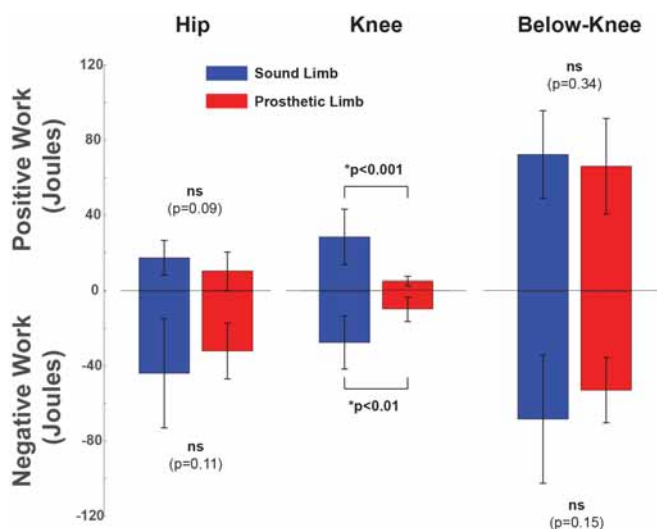 Hip Knee Below-Knee
Positive Work
(Joules)
Negative Work
(Joules)
120
80
40
0
-40
-80
-120
Sound Limb
Prosthetic Limb
ns
(p=0.09)
ns
(p=0.11)
*p<0.001
*p<0.01
ns
(p=0.34)
ns
(p=0.15)